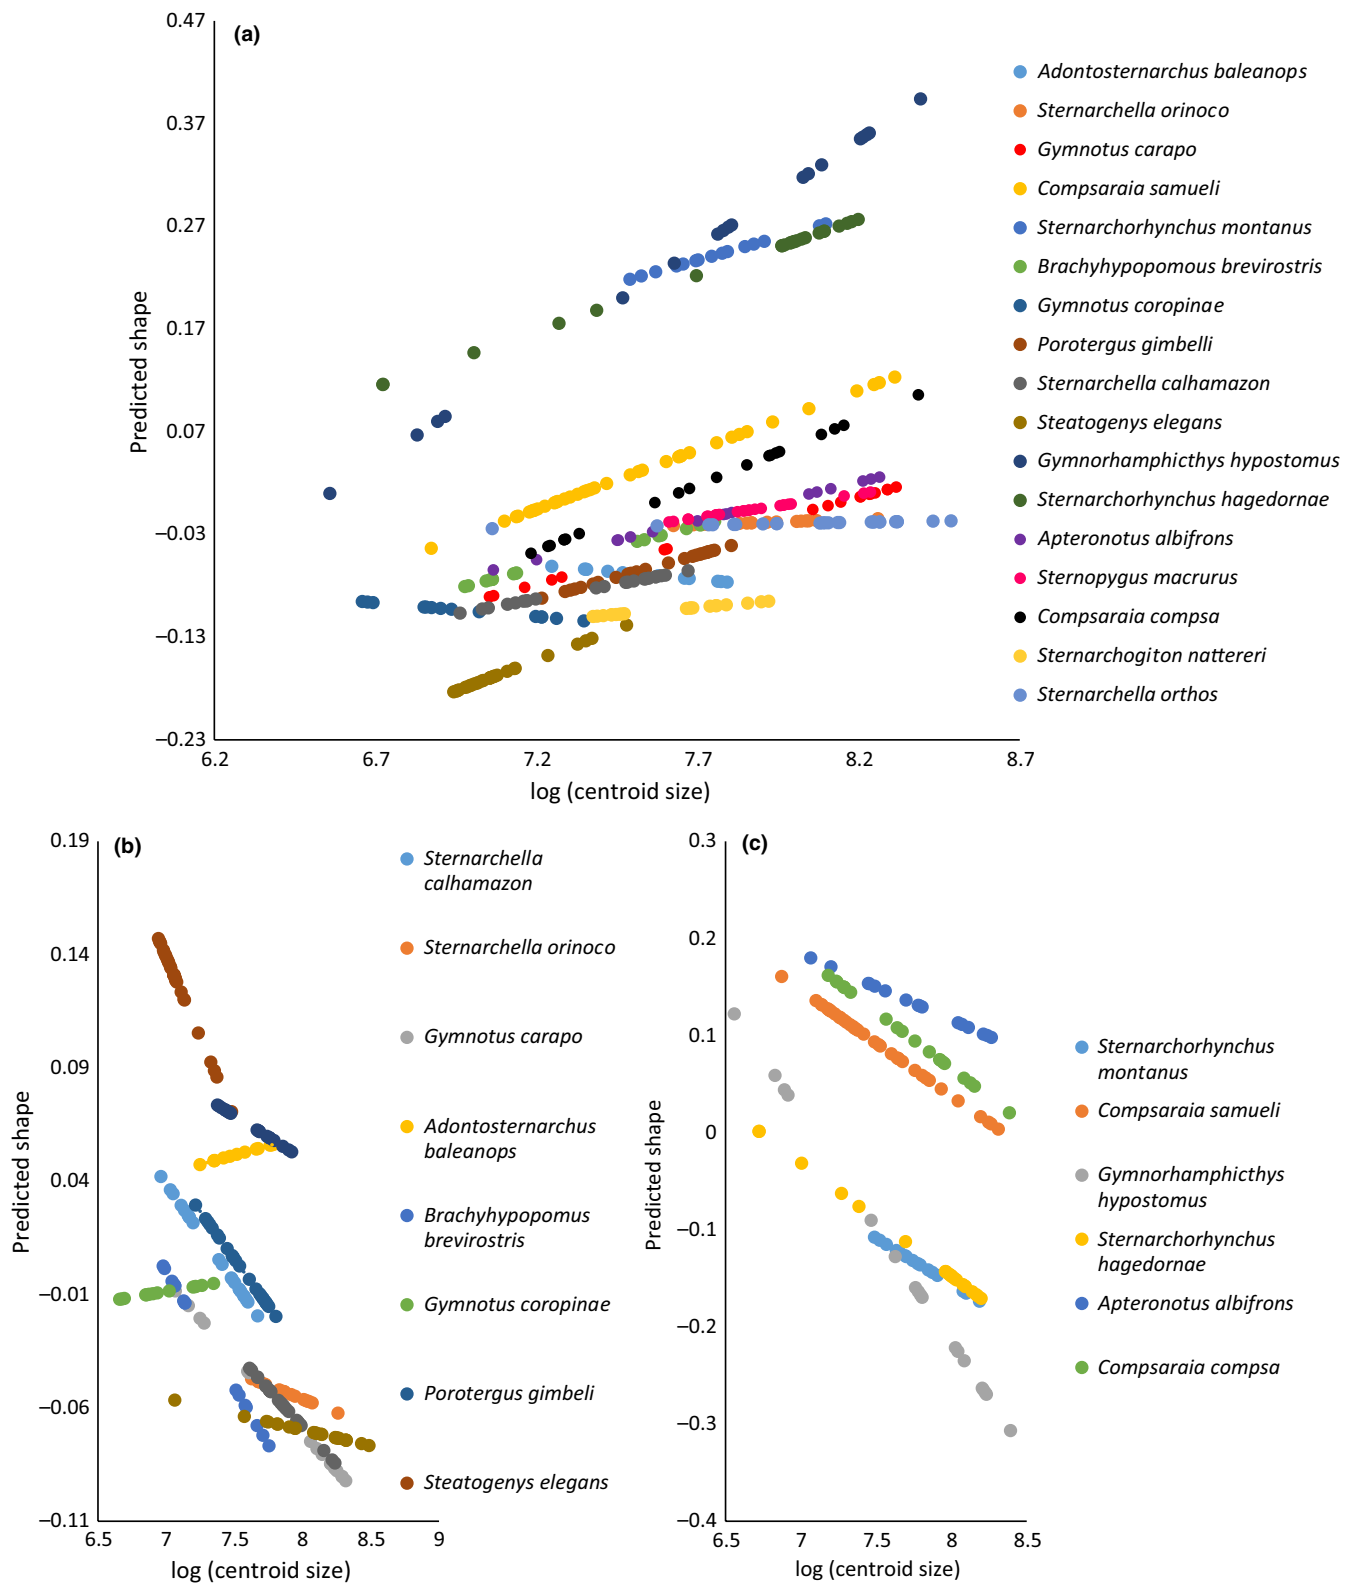 (a)
0.47
0.37
0.27
0.17
0.07
−0.03
−0.13
−0.23
Predicted shape
6.2 6.7 7.2 7.7 8.2 8.7
log (centroid size)
Adontosternarchus baleanops
Sternarchella orinoco
Gymnotus carapo
Compsaraia samueli
Sternarchorhynchus montanus
Brachyhypopomous brevirostris
Gymnotus coropinae
Porotergus gimbelli
Sternarchella calhamazon
Steatogenys elegans
Gymnorhamphicthys hypostomus
Sternarchorhynchus hagedornae
Apteronotus albifrons
Sternopygus macrurus
Compsaraia compsa
Sternarchogiton nattereri
Sternarchella orthos
(b)
0.19
0.14
0.09
0.04
−0.01
−0.06
−0.11
Predicted shape
6.5 7 7.5 8 8.5 9
log (centroid size)
Sternarchella
calhamazon
Sternarchella orinoco
Gymnotus carapo
Adontosternarchus
baleanops
Brachyhypopomus
brevirostris
Gymnotus coropinae
Porotergus gimbeli
Steatogenys elegans
(c)
0.3
0.2
0.1
0
−0.1
−0.2
−0.3
−0.4
Predicted shape
6.5 7 7.5 8 8.5
log (centroid size)
Sternarchorhynchus
montanus
Compsaraia samueli
Gymnorhamphicthys
hypostomus
Sternarchorhynchus
hagedornae
Apteronotus albifrons
Compsaraia compsa